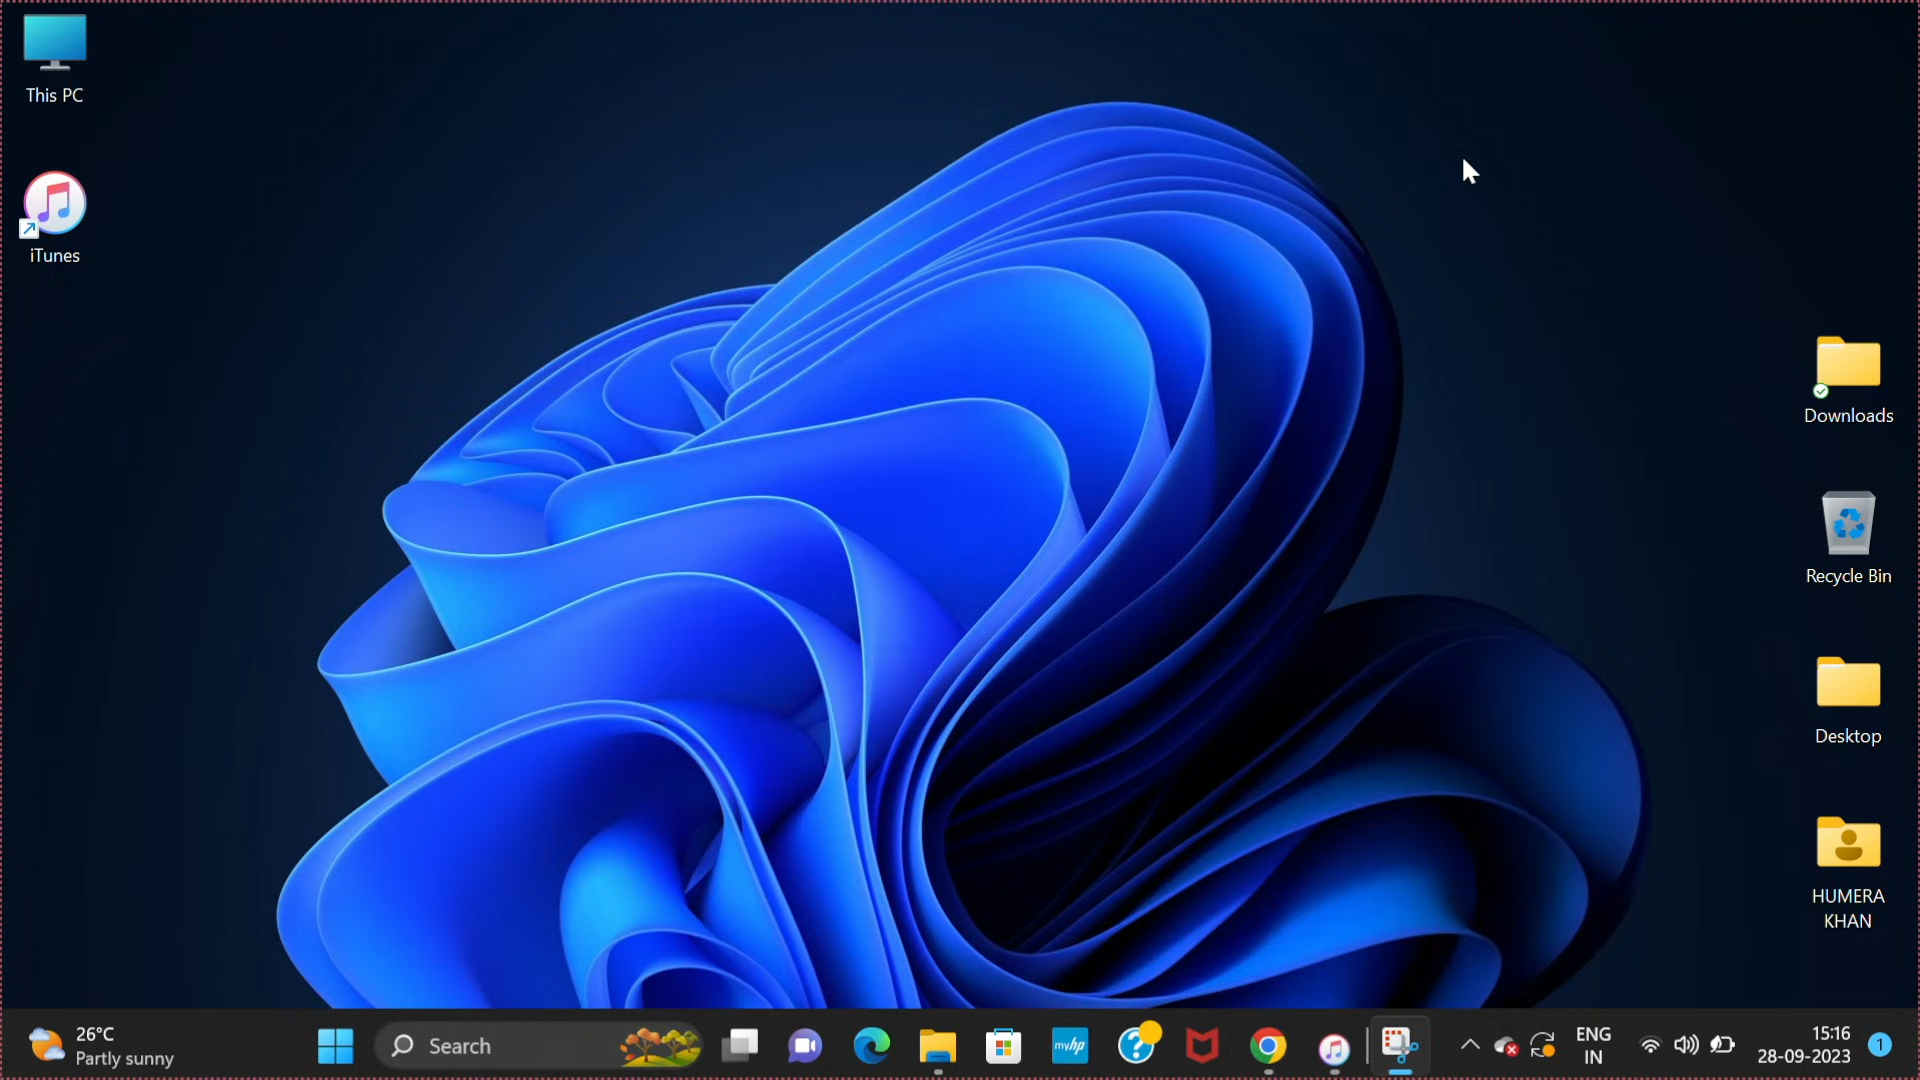 This PC
iTunes
Downloads
Recycle Bin
Desktop
HUMERA
KHAN
26°C
Partly sunny
Search
myhp
?
ENG
IN
15:16
28-09-2023
1